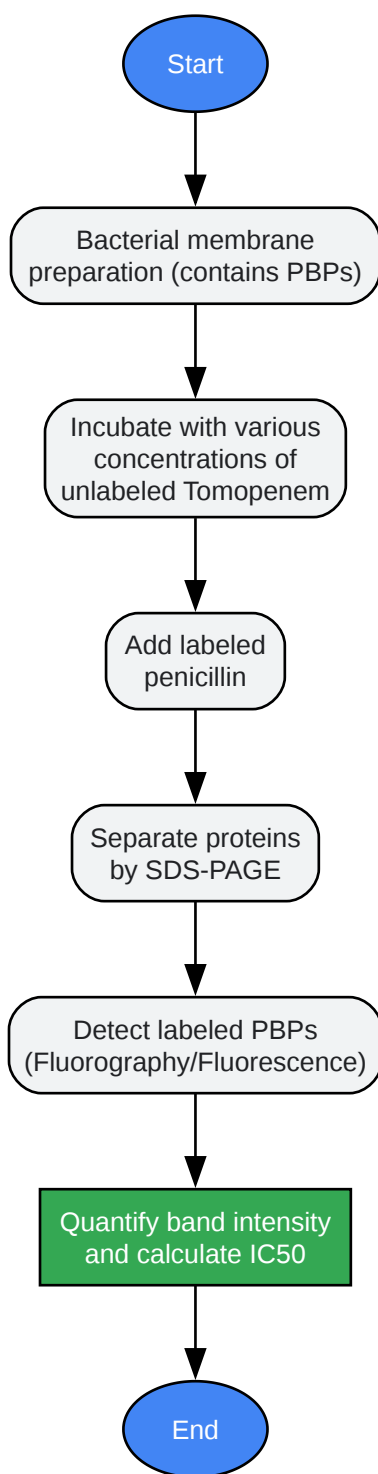 Start
Bacterial membrane
preparation (contains PBPs)
Incubate with various
concentrations of
unlabeled Tomopenem
Add labeled
penicillin
Separate proteins
by SDS-PAGE
Detect labeled PBPs
(Fluorography/Fluorescence)
Quantify band intensity
and calculate IC50
End